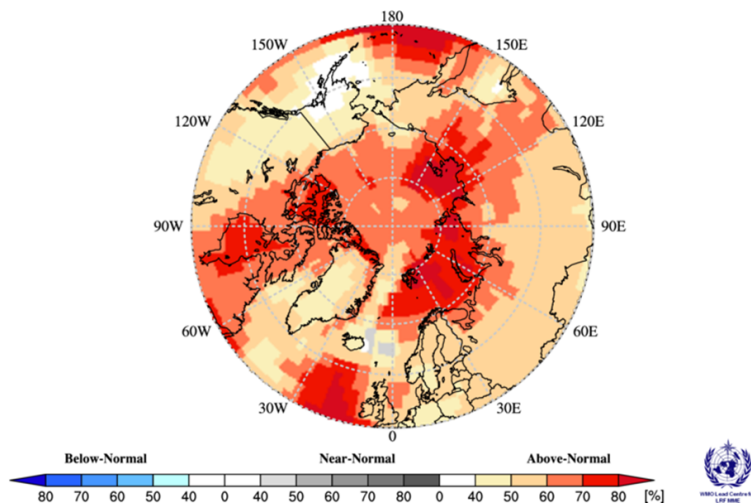 180
150W 150E
120W 120E
90W 90E
60W 60E
30W 30E
0
Below-Normal Near-Normal Above-Normal
80 70 60 50 40 0 40 50 60 70 0 40 50 60 70 80 [%]
WMO Lead Centre
LRF MME